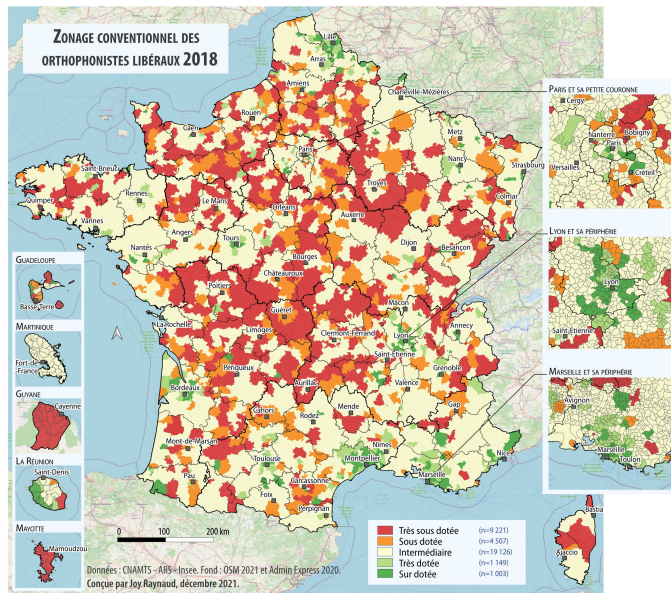 ZONAGE CONVENTIONNEL DES
ORTHOPHONISTES LIBÉRAUX 2018
Lille
Arras
Amiens
Charleville-Mézières
Rouen
Caen
Metz
Paris
Nancy
Strasbourg
Saint-Brieuc
Quimper
Rennes
Troyes
Le Mans
Colmar
Vannes
Orléans
Auxerre
Angers
Tours
Nantes
Dijon
Besançon
Bourges
Châteauroux
Poitiers
Macon
Guéret
La Rochelle
Limoges
Clermont-Ferrand
Annecy
Lyon
Saint-Etienne
Périgueux
Grenoble
Bordeaux
Aurillac
Valence
Cahors
Mende
Gap
Rodez
Mont-de-Marsan
Nîmes
Toulouse
Montpellier
Nice
Pau
Marseille
Carcassonne
Foix
Perpignan
Bastia
Ajaccio
PARIS ET SA PETITE COURONNE
Cergy
Nanterre
Bobigny
Paris
Versailles
Créteil
LYON ET SA PÉRIPHÉRIE
Lyon
Saint-Etienne
MARSEILLE ET SA PÉRIPHÉRIE
Avignon
Marseille
Toulon
GUADELOUPE
Basse-Terre
MARTINIQUE
Fort-de-
-France
GUYANE
Cayenne
LA RÉUNION
Saint-Denis
MAYOTTE
Mamoudzou
0 100 200 km
Très sous dotée (n=9 221)
Sous dotée (n=4 507)
Intermédiaire (n=19 126)
Très dotée (n=1 149)
Sur dotée (n=1 003)
Données : CNAMTS - ARS - Insee. Fond : OSM 2021 et Admin Express 2020.
Conçue par Joy Raynaud, décembre 2021.